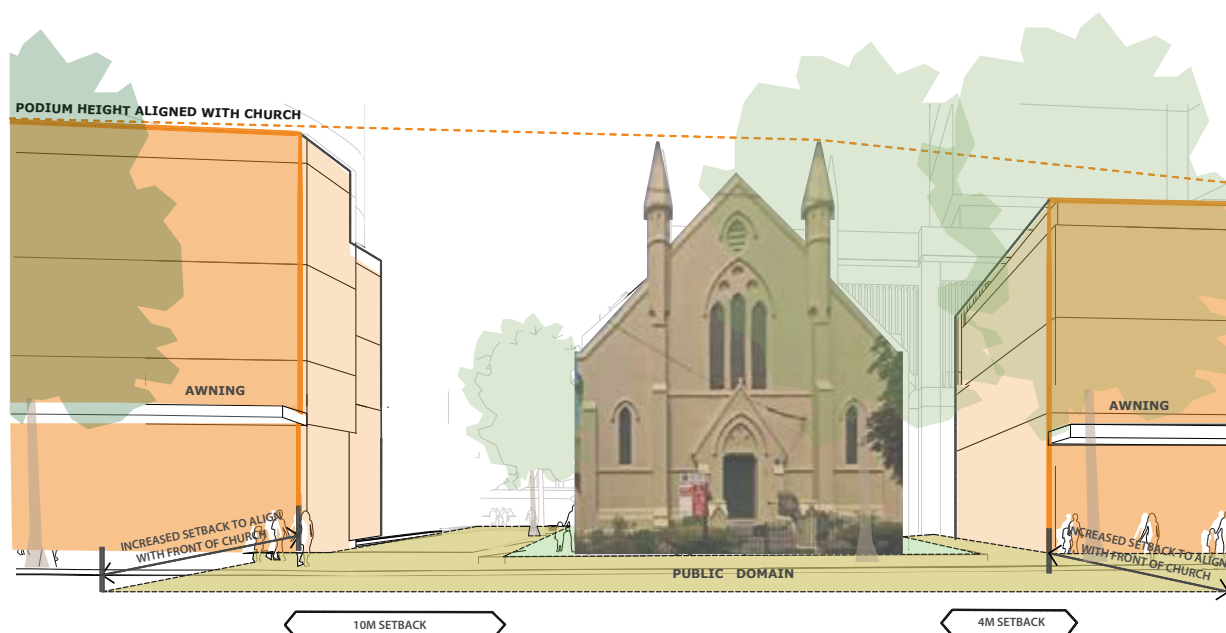 PODIUM HEIGHT ALIGNED WITH CHURCH
AWNING
AWNING
INCREASED SETBACK TO ALIGN
WITH FRONT OF CHURCH
INCREASED SETBACK TO ALIGN
WITH FRONT OF CHURCH
PUBLIC DOMAIN
10M SETBACK
4M SETBACK